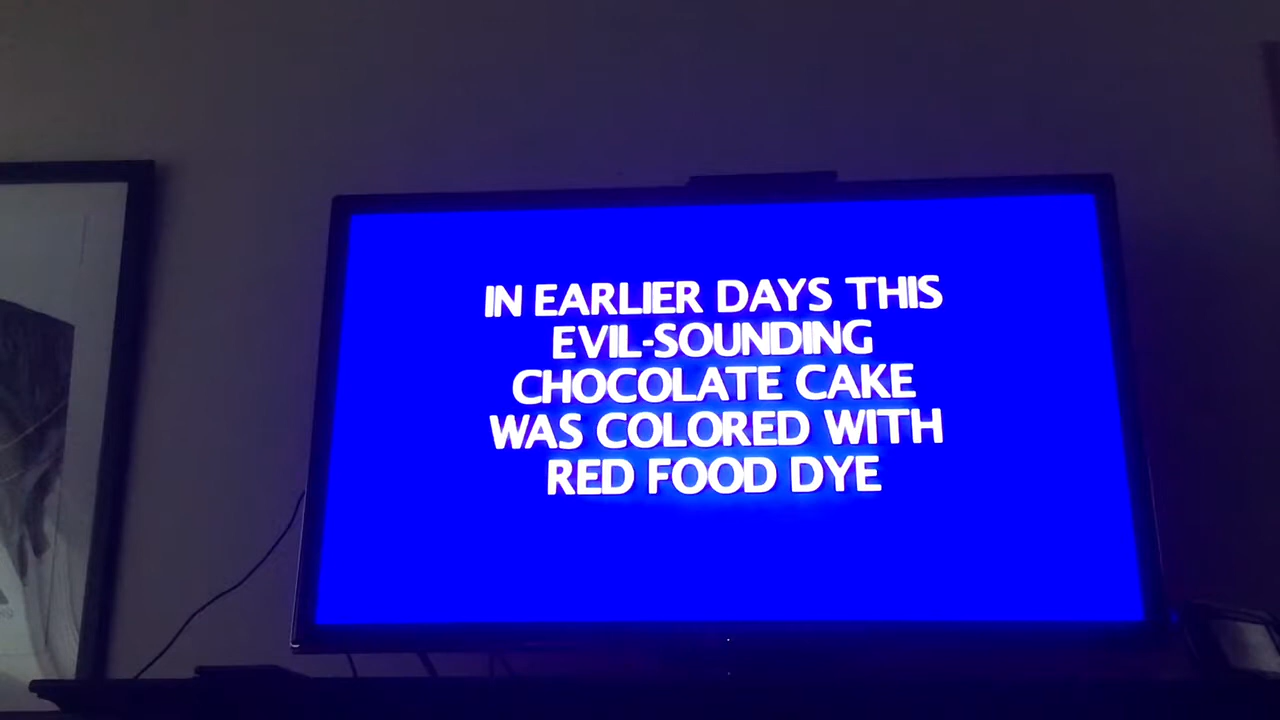 IN EARLIER DAYS THIS
EVIL-SOUNDING
CHOCOLATE CAKE
WAS COLORED WITH
RED FOOD DYE